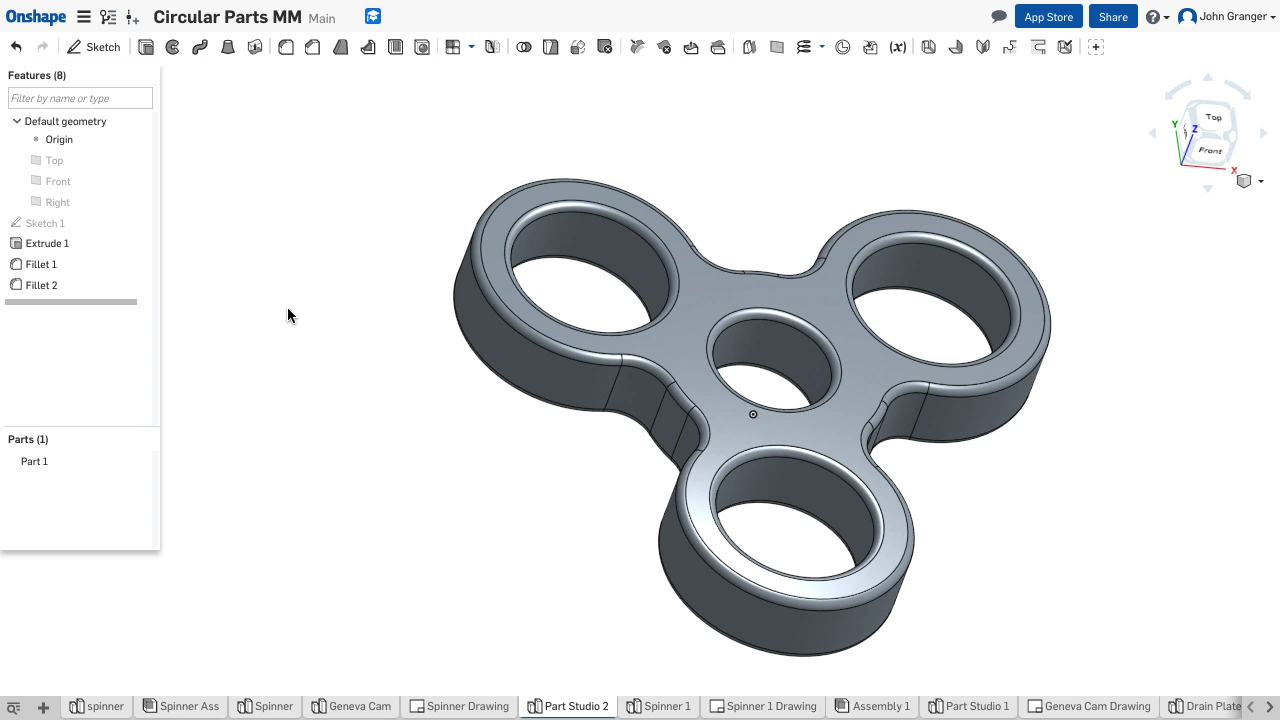 Onshape Circular Parts MM Main App Store Share John Granger
Sketch (x)
Features (8)
Filter by name or type
Default geometry
Origin
Top
Front
Right
Sketch 1
Extrude 1
Fillet 1
Fillet 2
Parts (1)
Part 1
Top
Front
Y
Z
X
spinner Spinner Ass Spinner Geneva Cam Spinner Drawing Part Studio 2 Spinner 1 Spinner 1 Drawing Assembly 1 Part Studio 1 Geneva Cam Drawing Drain Plate